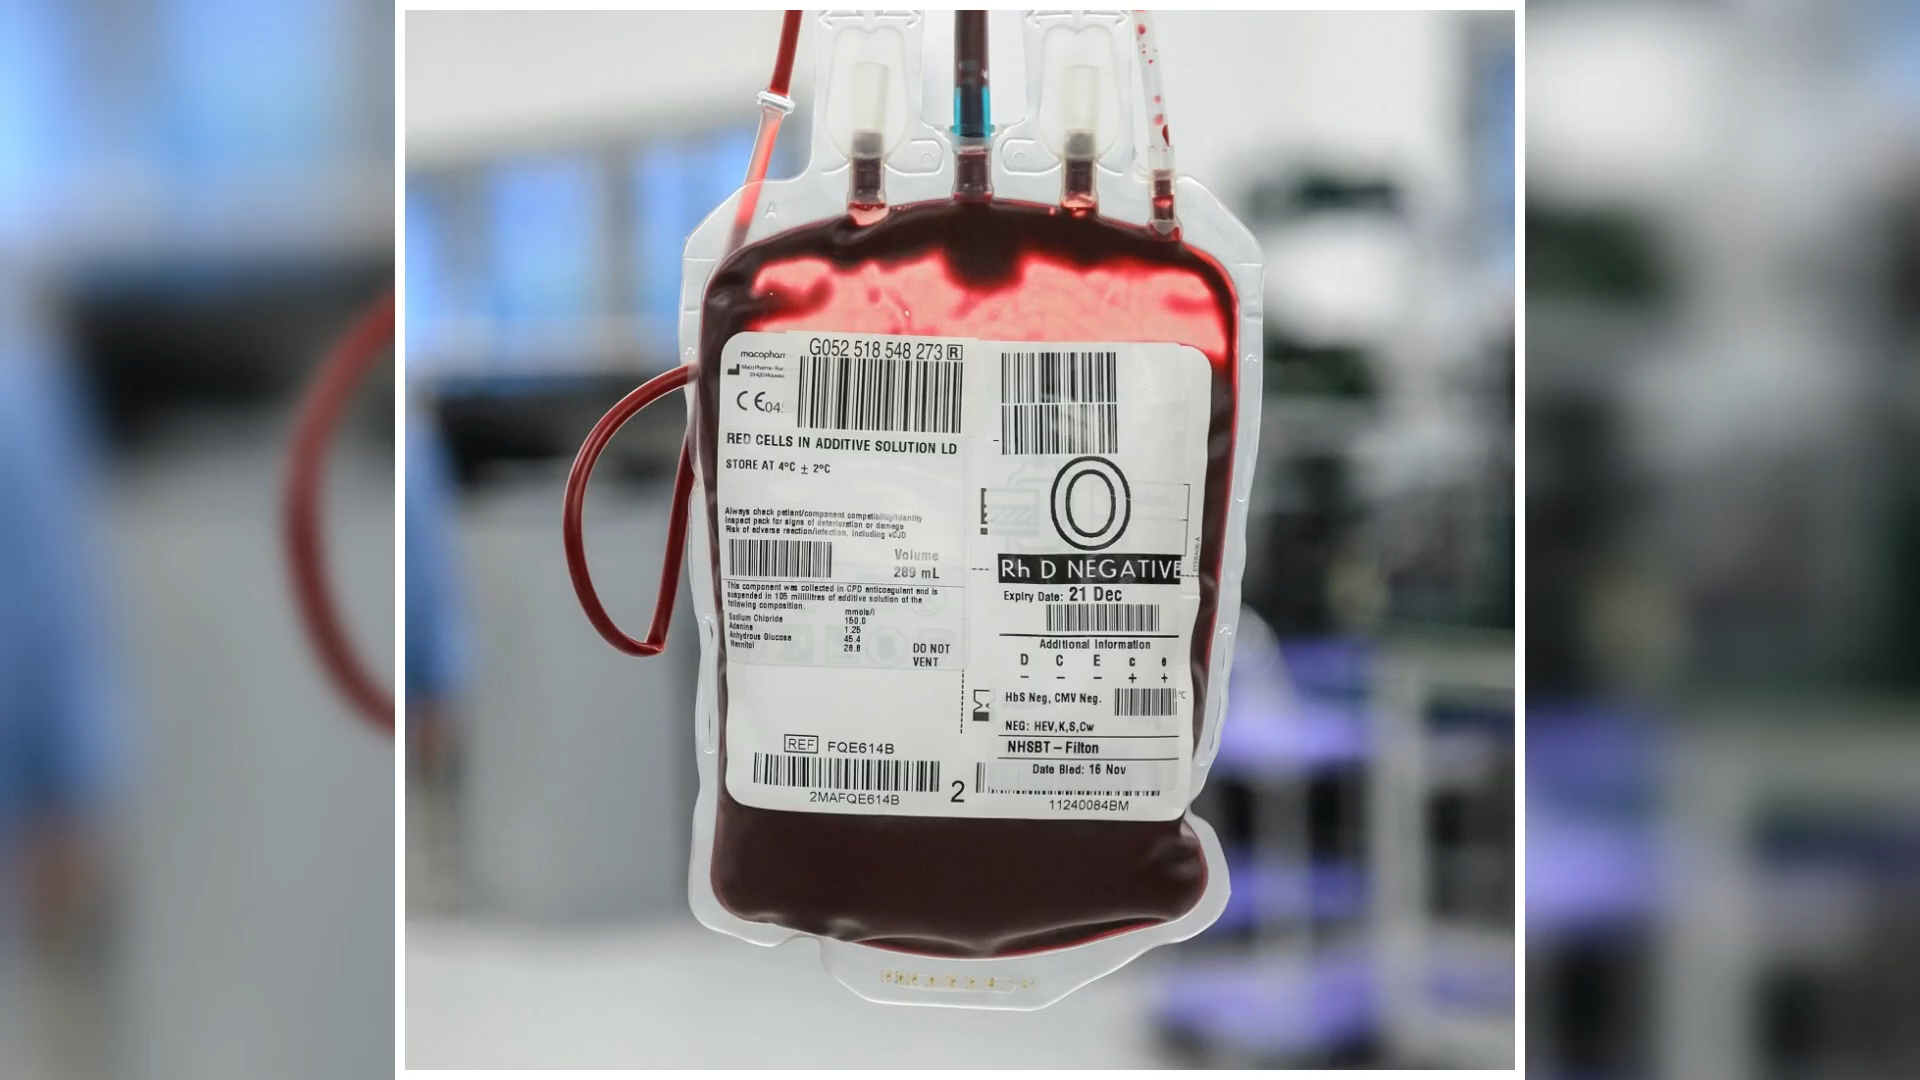 G052 518 548 273 R
macopharm
CE 04
RED CELLS IN ADDITIVE SOLUTION LD
STORE AT 4ºC ± 2ºC
Always check patient/component compatibility/identity
Inspect pack for signs of deterioration or damage
Risk of adverse reaction/infection, including vCJD
Volume
289 mL
This component was collected in CPD anticoagulant and is
suspended in 105 millilitres of additive solution of the
following composition.
mmols/l
Sodium Chloride 150.0
Adenine 1.25
Anhydrous Glucose 45.4
Mannitol 28.8
DO NOT
VENT
REF FQE614B
2MAFQE614B
2
O
Rh D NEGATIVE
Expiry Date: 21 Dec
Additional Information
D C E c e
– – – + +
HbS Neg, CMV Neg.
NEG: HEV,K,S,Cw
NHSBT – Filton
Date Bled: 16 Nov
11240084BM
A